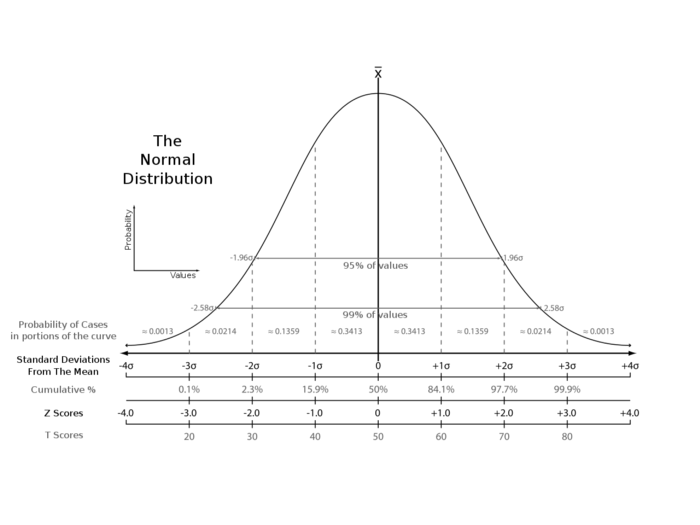 x̄
The
Normal
Distribution
Probability
Values
-1.96σ 1.96σ
95% of values
-2.58σ 2.58σ
99% of values
Probability of Cases
in portions of the curve
≈ 0.0013 ≈ 0.0214 ≈ 0.1359 ≈ 0.3413 ≈ 0.3413 ≈ 0.1359 ≈ 0.0214 ≈ 0.0013
Standard Deviations
From The Mean
-4σ -3σ -2σ -1σ 0 +1σ +2σ +3σ +4σ
Cumulative % 0.1% 2.3% 15.9% 50% 84.1% 97.7% 99.9%
Z Scores -4.0 -3.0 -2.0 -1.0 0 +1.0 +2.0 +3.0 +4.0
T Scores 20 30 40 50 60 70 80